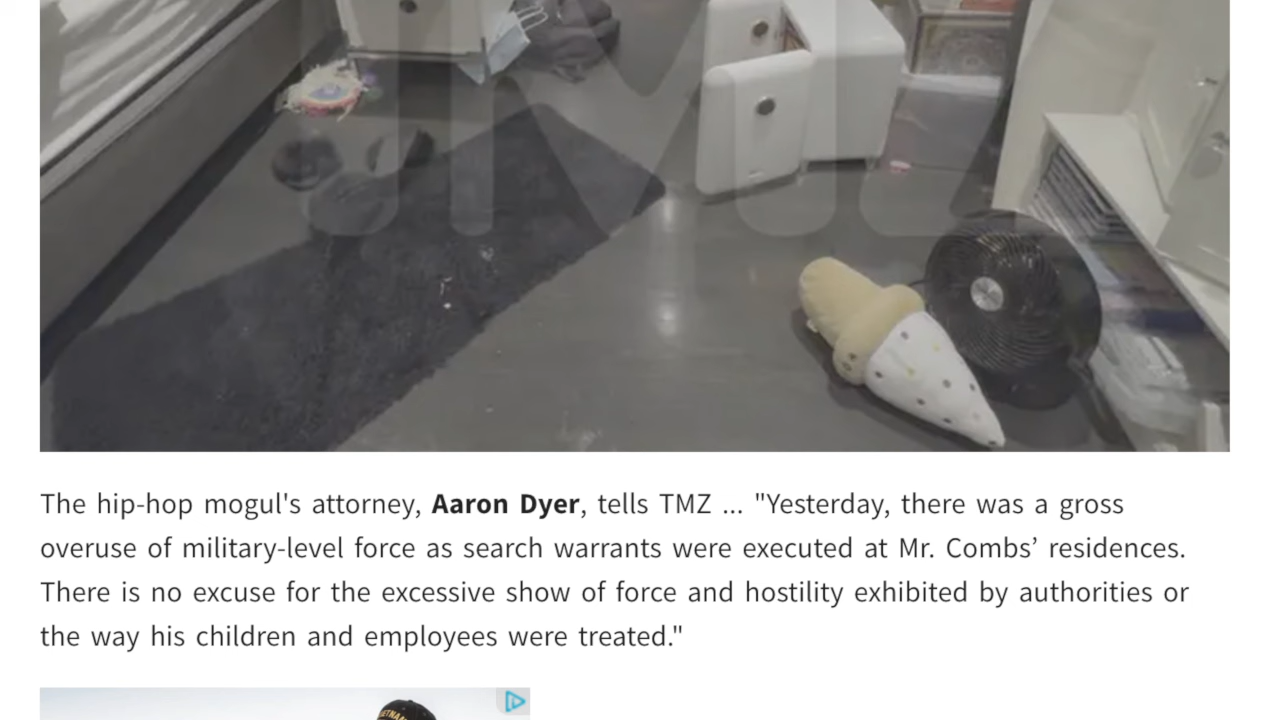 TMZ
The hip-hop mogul's attorney, Aaron Dyer, tells TMZ ... "Yesterday, there was a gross
overuse of military-level force as search warrants were executed at Mr. Combs’ residences.
There is no excuse for the excessive show of force and hostility exhibited by authorities or
the way his children and employees were treated."